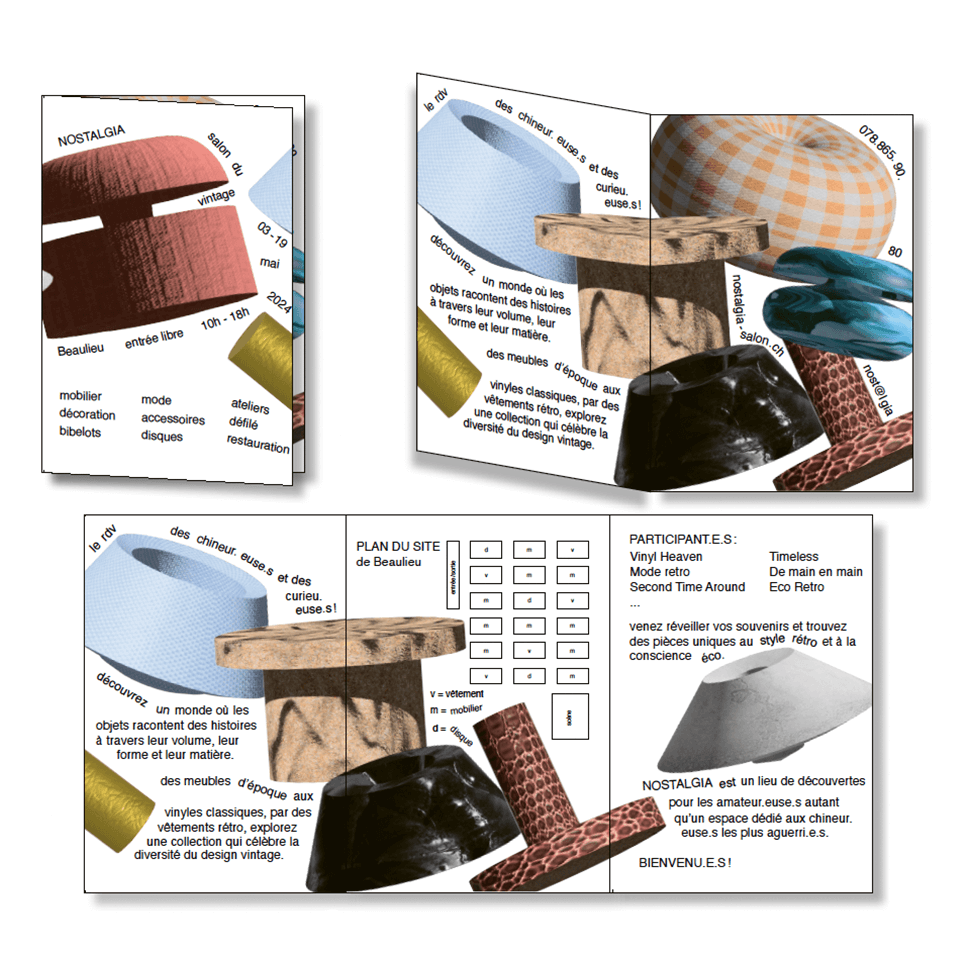 NOSTALGIA
salon du
vintage
03 - 19
mai
2024
10h - 18h
entrée libre
Beaulieu
mobilier
décoration
bibelots
mode
accessoires
disques
ateliers
défilé
restauration
le rdv
des chineur. euse.s et des
curieu.
euse.s !
découvrez un monde où les
objets racontent des histoires
à travers leur volume, leur
forme et leur matière.
des meubles d'époque aux
vinyles classiques, par des
vêtements rétro, explorez
une collection qui célèbre la
diversité du design vintage.
078.865. 90.
80
nostalgia - salon.ch
nost@lgia
le rdv
des chineur. euse.s et des
curieu.
euse.s !
découvrez un monde où les
objets racontent des histoires
à travers leur volume, leur
forme et leur matière.
des meubles d'époque aux
vinyles classiques, par des
vêtements rétro, explorez
une collection qui célèbre la
diversité du design vintage.
PLAN DU SITE
de Beaulieu
entrée/sortie
d m v
v m m
m d v
m m m
m v m
v d m
scène
v = vêtement
m = mobilier
d = disque
PARTICIPANT.E.S :
Vinyl Heaven
Mode retro
Second Time Around
...
Timeless
De main en main
Eco Retro
venez réveiller vos souvenirs et trouvez
des pièces uniques au style rétro et à la
conscience éco.
NOSTALGIA est un lieu de découvertes
pour les amateur.euse.s autant
qu'un espace dédié aux chineur.
euse.s les plus aguerri.e.s.
BIENVENU.E.S !